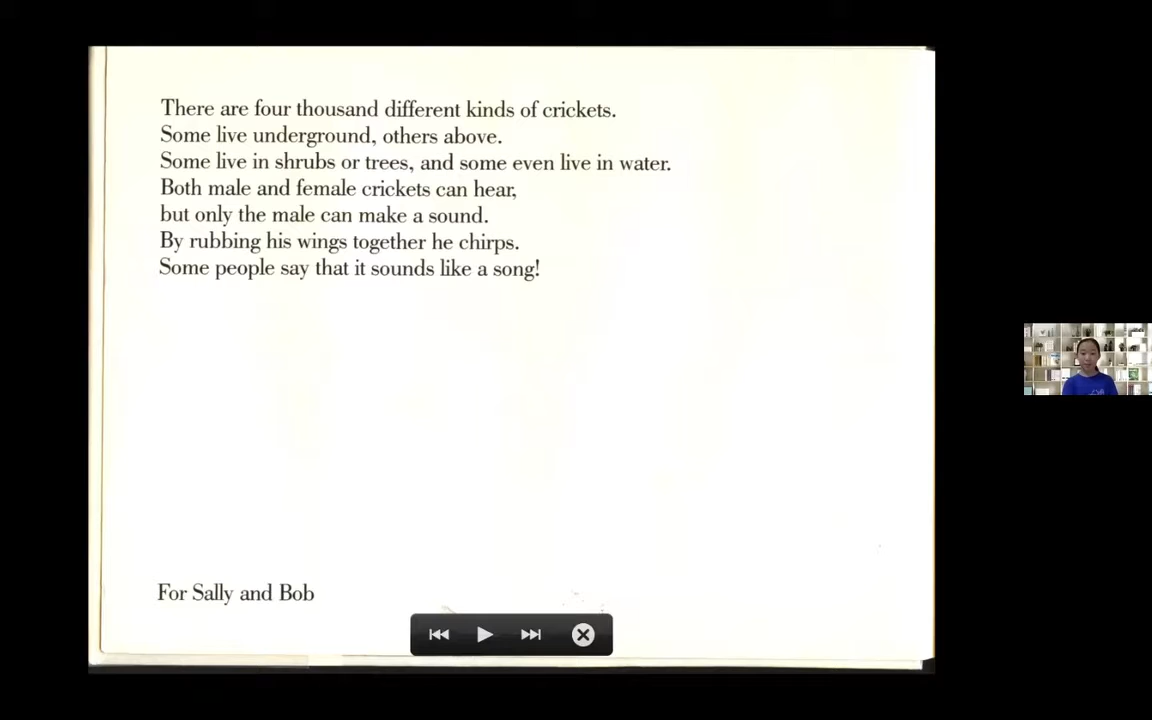 There are four thousand different kinds of crickets.
Some live underground, others above.
Some live in shrubs or trees, and some even live in water.
Both male and female crickets can hear,
but only the male can make a sound.
By rubbing his wings together he chirps.
Some people say that it sounds like a song!
For Sally and Bob